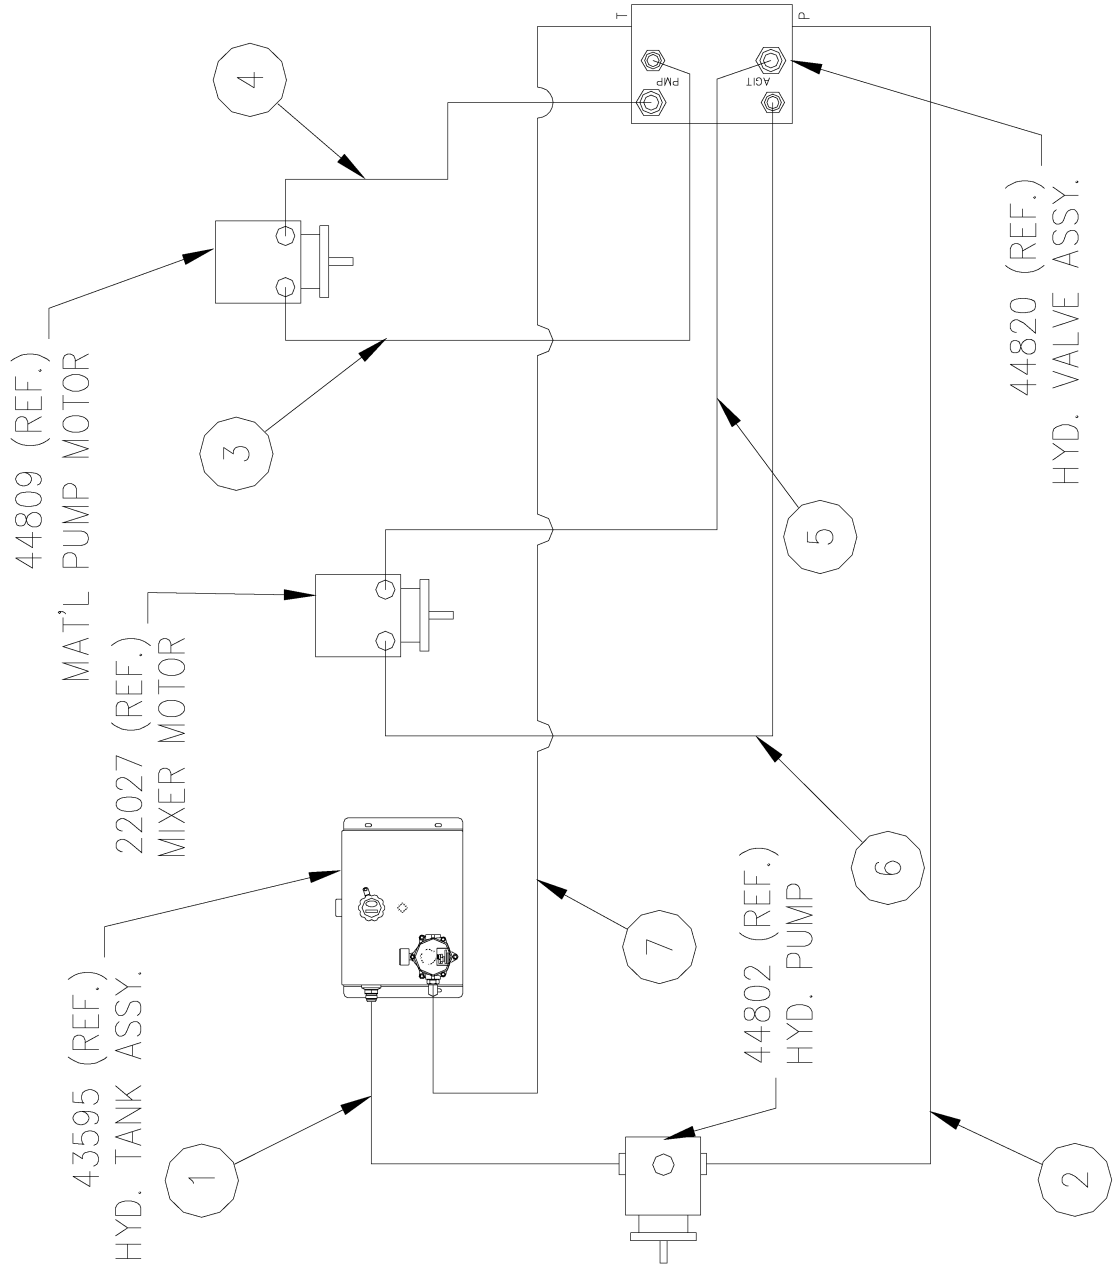 43595 (REF.)
HYD. TANK ASSY.
22027 (REF.)
MIXER MOTOR
44809 (REF.)
MAT'L PUMP MOTOR
1
7
3
4
44802 (REF.)
HYD. PUMP
6
5
T
PMP
AGIT
P
2
44820 (REF.)
HYD. VALVE ASSY.